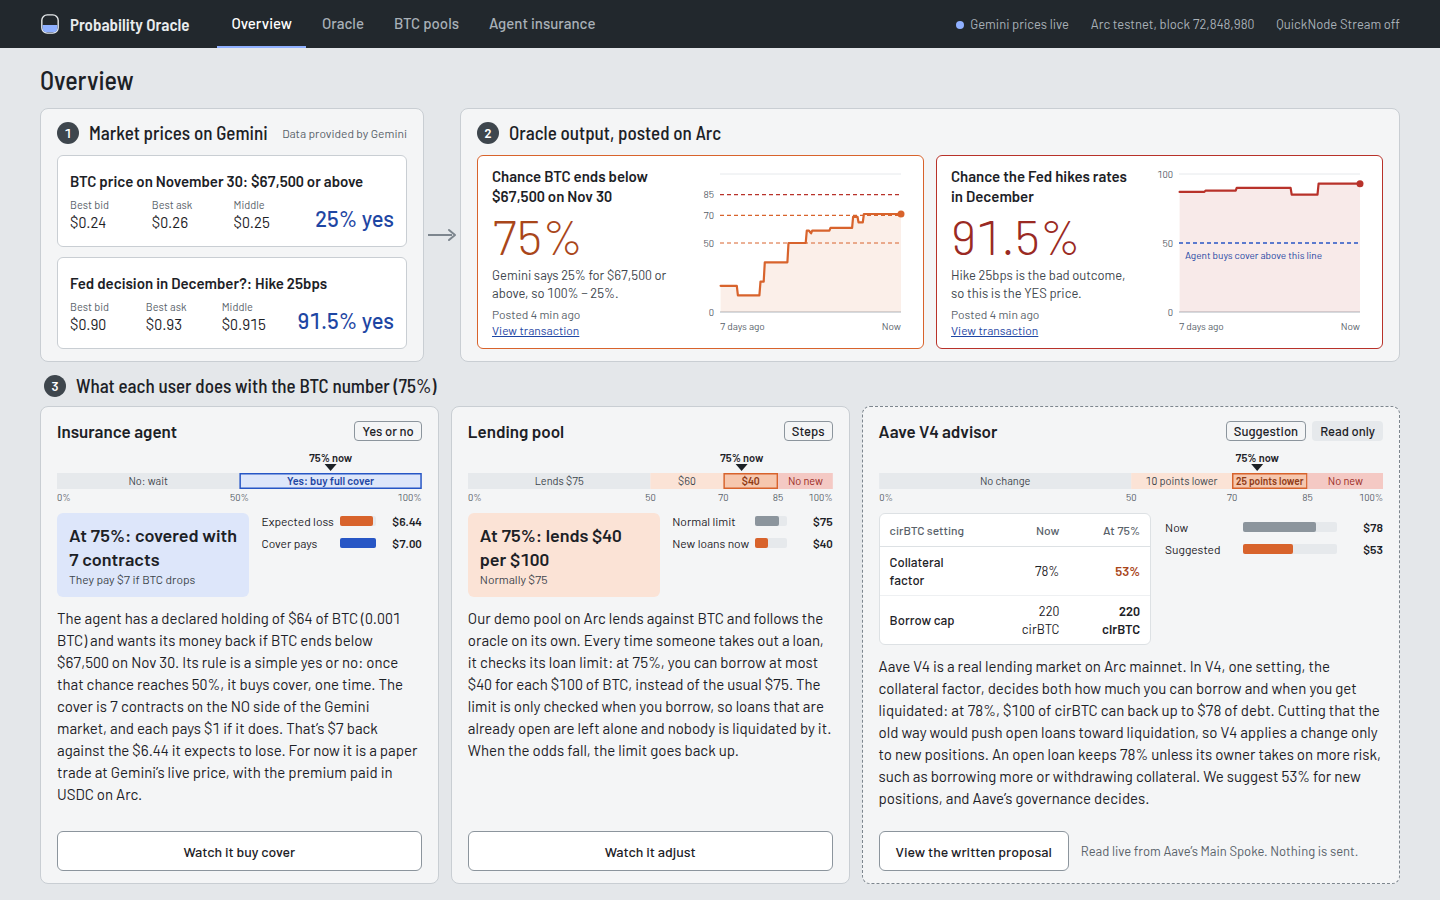 Probability Oracle
Overview
Oracle
BTC pools
Agent insurance
Gemini prices live
Arc testnet, block 72,848,980
QuickNode Stream off
Overview
1 Market prices on Gemini
Data provided by Gemini
BTC price on November 30: $67,500 or above
Best bid Best ask Middle
$0.24 $0.26 $0.25 25% yes
Fed decision in December?: Hike 25bps
Best bid Best ask Middle
$0.90 $0.93 $0.915 91.5% yes
2 Oracle output, posted on Arc
Chance BTC ends below
$67,500 on Nov 30
75%
Gemini says 25% for $67,500 or
above, so 100% − 25%.
Posted 4 min ago
View transaction
85
70
50
0
7 days ago Now
Chance the Fed hikes rates
in December
91.5%
Hike 25bps is the bad outcome,
so this is the YES price.
Posted 4 min ago
View transaction
100
50
Agent buys cover above this line
0
7 days ago Now
3 What each user does with the BTC number (75%)
Insurance agent
Yes or no
75% now
No: wait Yes: buy full cover
0% 50% 100%
At 75%: covered with
7 contracts
They pay $7 if BTC drops
Expected loss $6.44
Cover pays $7.00
The agent has a declared holding of $64 of BTC (0.001
BTC) and wants its money back if BTC ends below
$67,500 on Nov 30. Its rule is a simple yes or no: once
that chance reaches 50%, it buys cover, one time. The
cover is 7 contracts on the NO side of the Gemini
market, and each pays $1 if it does. That’s $7 back
against the $6.44 it expects to lose. For now it is a paper
trade at Gemini’s live price, with the premium paid in
USDC on Arc.
Watch it buy cover
Lending pool
Steps
75% now
Lends $75 $60 $40 No new
0% 50 70 85 100%
At 75%: lends $40
per $100
Normally $75
Normal limit $75
New loans now $40
Our demo pool on Arc lends against BTC and follows the
oracle on its own. Every time someone takes out a loan,
it checks its loan limit: at 75%, you can borrow at most
$40 for each $100 of BTC, instead of the usual $75. The
limit is only checked when you borrow, so loans that are
already open are left alone and nobody is liquidated by it.
When the odds fall, the limit goes back up.
Watch it adjust
Aave V4 advisor
Suggestion
Read only
75% now
No change 10 points lower 25 points lower No new
0% 50 70 85 100%
cirBTC setting Now At 75%
Collateral
factor 78% 53%
Borrow cap 220
cirBTC 220
cirBTC
Now $78
Suggested $53
Aave V4 is a real lending market on Arc mainnet. In V4, one setting, the
collateral factor, decides both how much you can borrow and when you get
liquidated: at 78%, $100 of cirBTC can back up to $78 of debt. Cutting that the
old way would push open loans toward liquidation, so V4 applies a change only
to new positions. An open loan keeps 78% unless its owner takes on more risk,
such as borrowing more or withdrawing collateral. We suggest 53% for new
positions, and Aave’s governance decides.
View the written proposal
Read live from Aave’s Main Spoke. Nothing is sent.